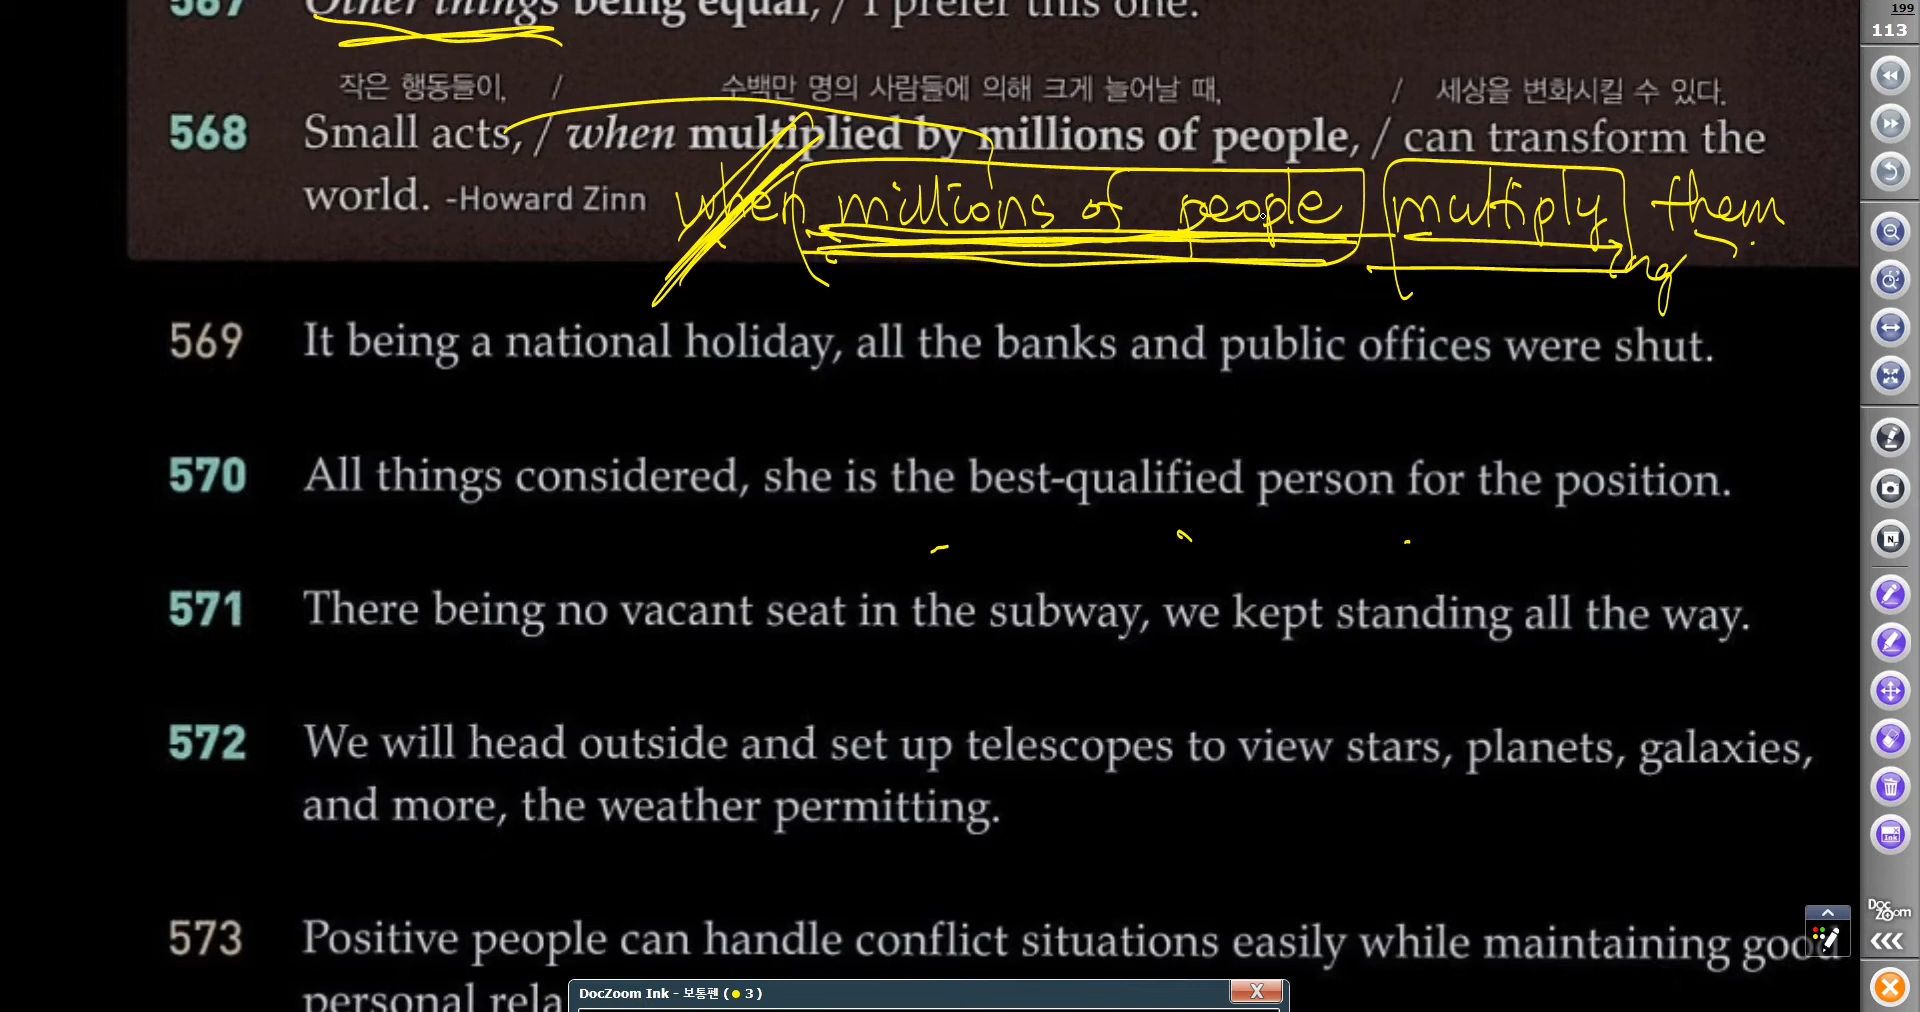 199
113
567 Other things being equal, / I prefer this one.
작은 행동들이, / 수백만 명의 사람들에 의해 크게 늘어날 때, / 세상을 변화시킬 수 있다.
568 Small acts, / when multiplied by millions of people, / can transform the
world. -Howard Zinn when millions of people multiply them
ing
569 It being a national holiday, all the banks and public offices were shut.
570 All things considered, she is the best-qualified person for the position.
571 There being no vacant seat in the subway, we kept standing all the way.
572 We will head outside and set up telescopes to view stars, planets, galaxies,
and more, the weather permitting.
573 Positive people can handle conflict situations easily while maintaining good
personal rela
DocZoom Ink - 보통펜 ( 3 )
Doc Zoom